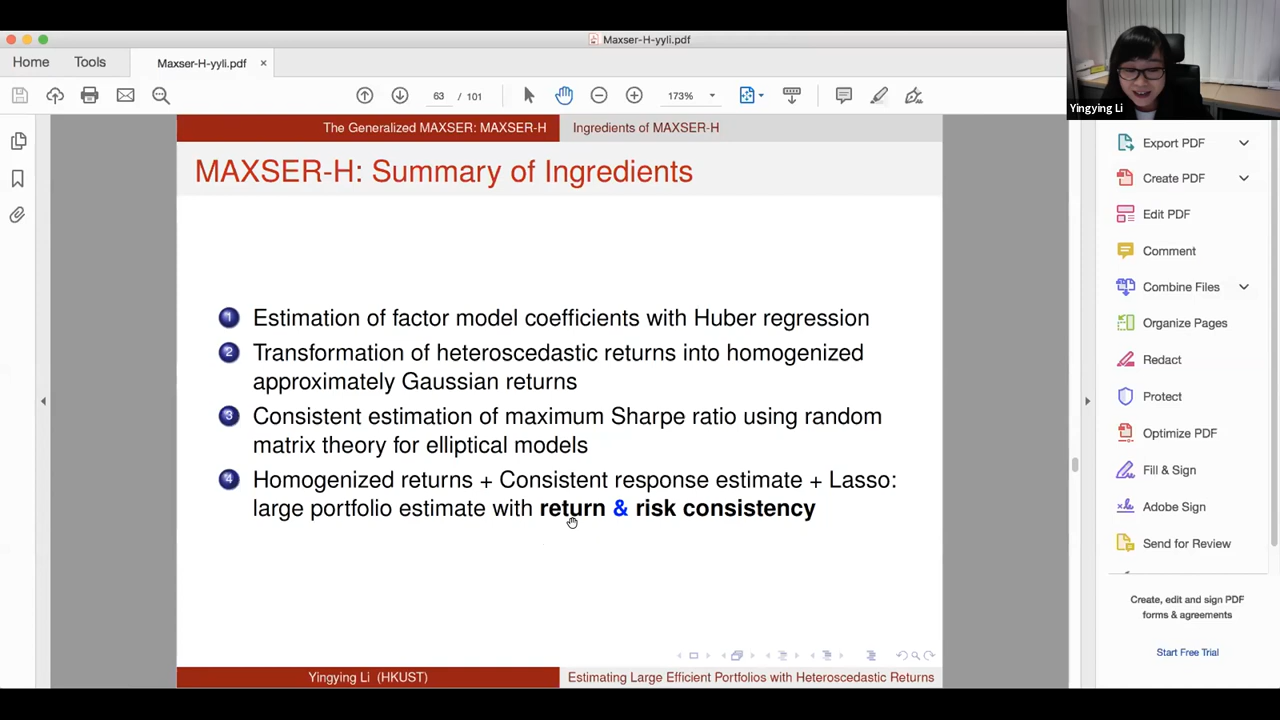 Maxser-H-yyli.pdf
Home
Tools
Maxser-H-yyli.pdf ×
63 / 101
173%
Yingying Li
The Generalized MAXSER: MAXSER-H
Ingredients of MAXSER-H
MAXSER-H: Summary of Ingredients
1 Estimation of factor model coefficients with Huber regression
2 Transformation of heteroscedastic returns into homogenized
approximately Gaussian returns
3 Consistent estimation of maximum Sharpe ratio using random
matrix theory for elliptical models
4 Homogenized returns + Consistent response estimate + Lasso:
large portfolio estimate with return & risk consistency
Yingying Li (HKUST)
Estimating Large Efficient Portfolios with Heteroscedastic Returns
Export PDF
Create PDF
Edit PDF
Comment
Combine Files
Organize Pages
Redact
Protect
Optimize PDF
Fill & Sign
Adobe Sign
Send for Review
Create, edit and sign PDF
forms & agreements
Start Free Trial